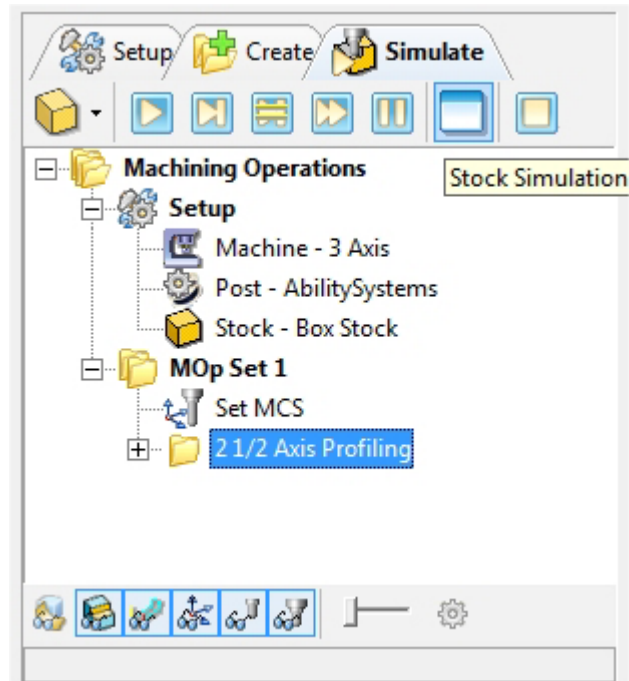 Setup Create Simulate
Machining Operations
Stock Simulation
Setup
Machine - 3 Axis
Post - AbilitySystems
Stock - Box Stock
MOp Set 1
Set MCS
2 1/2 Axis Profiling